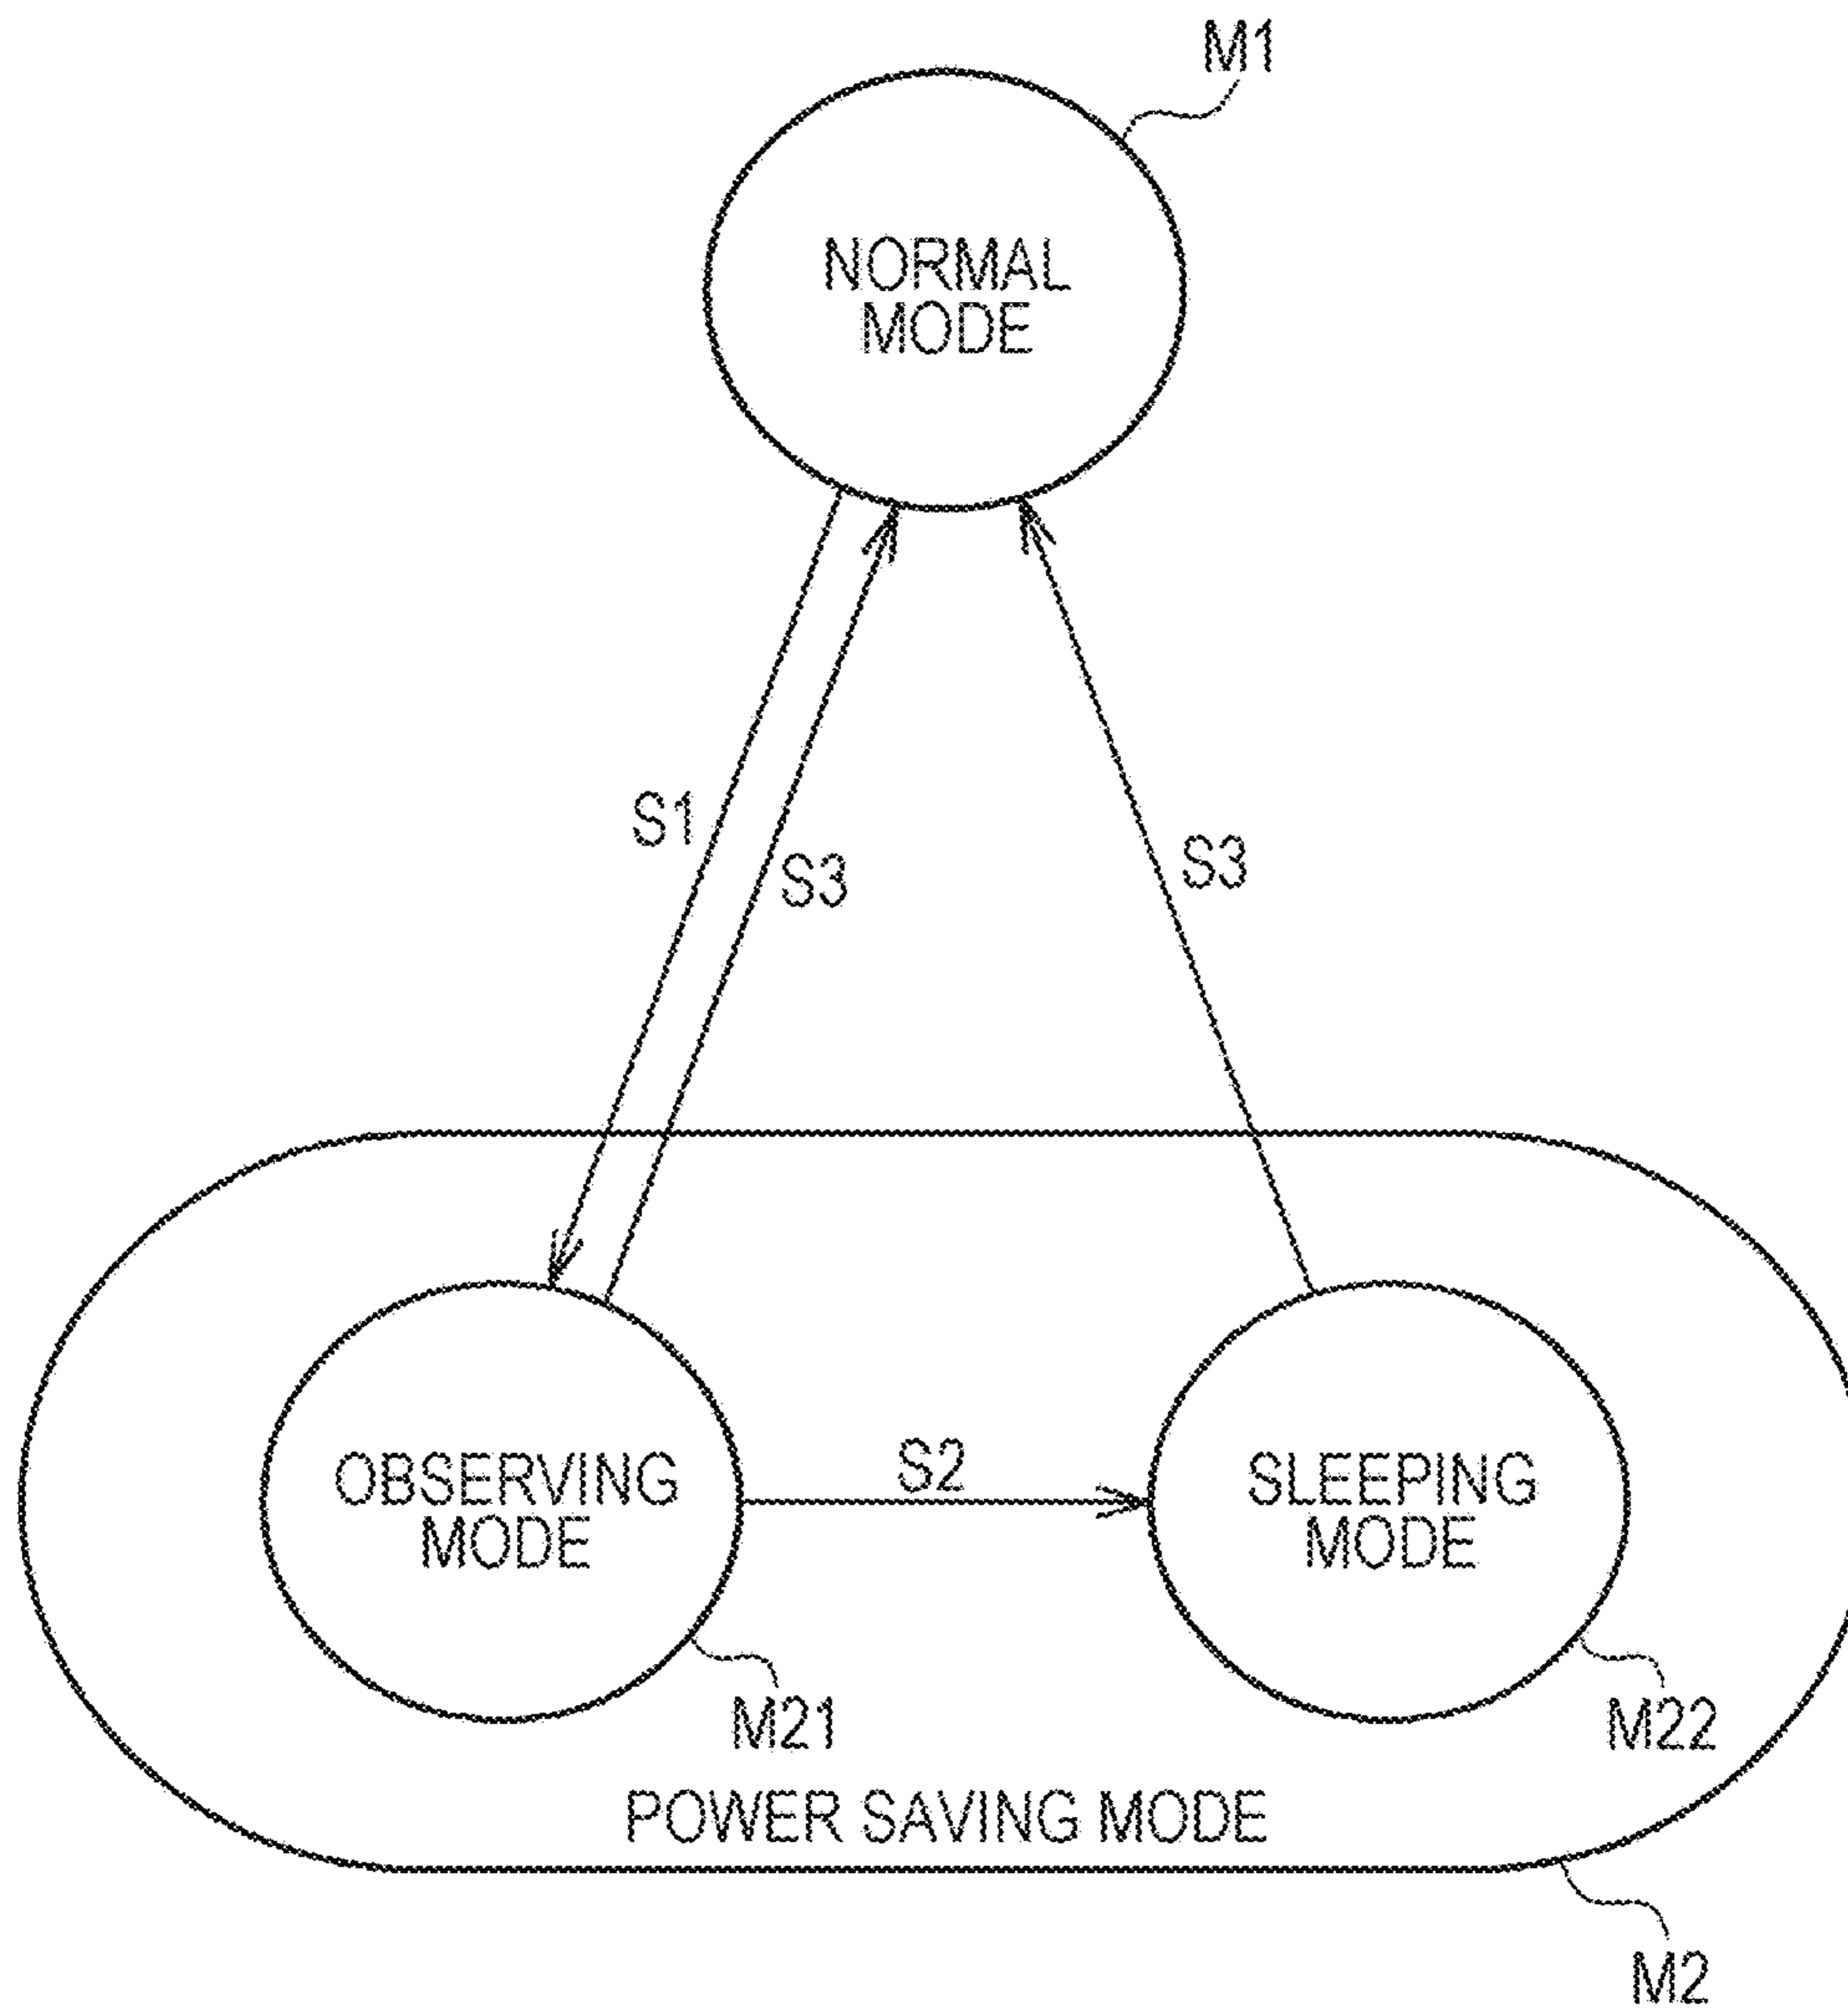 M1
NORMAL
MODE
S1
S3
S3
OBSERVING
MODE
S2
SLEEPING
MODE
M21
M22
POWER SAVING MODE
M2